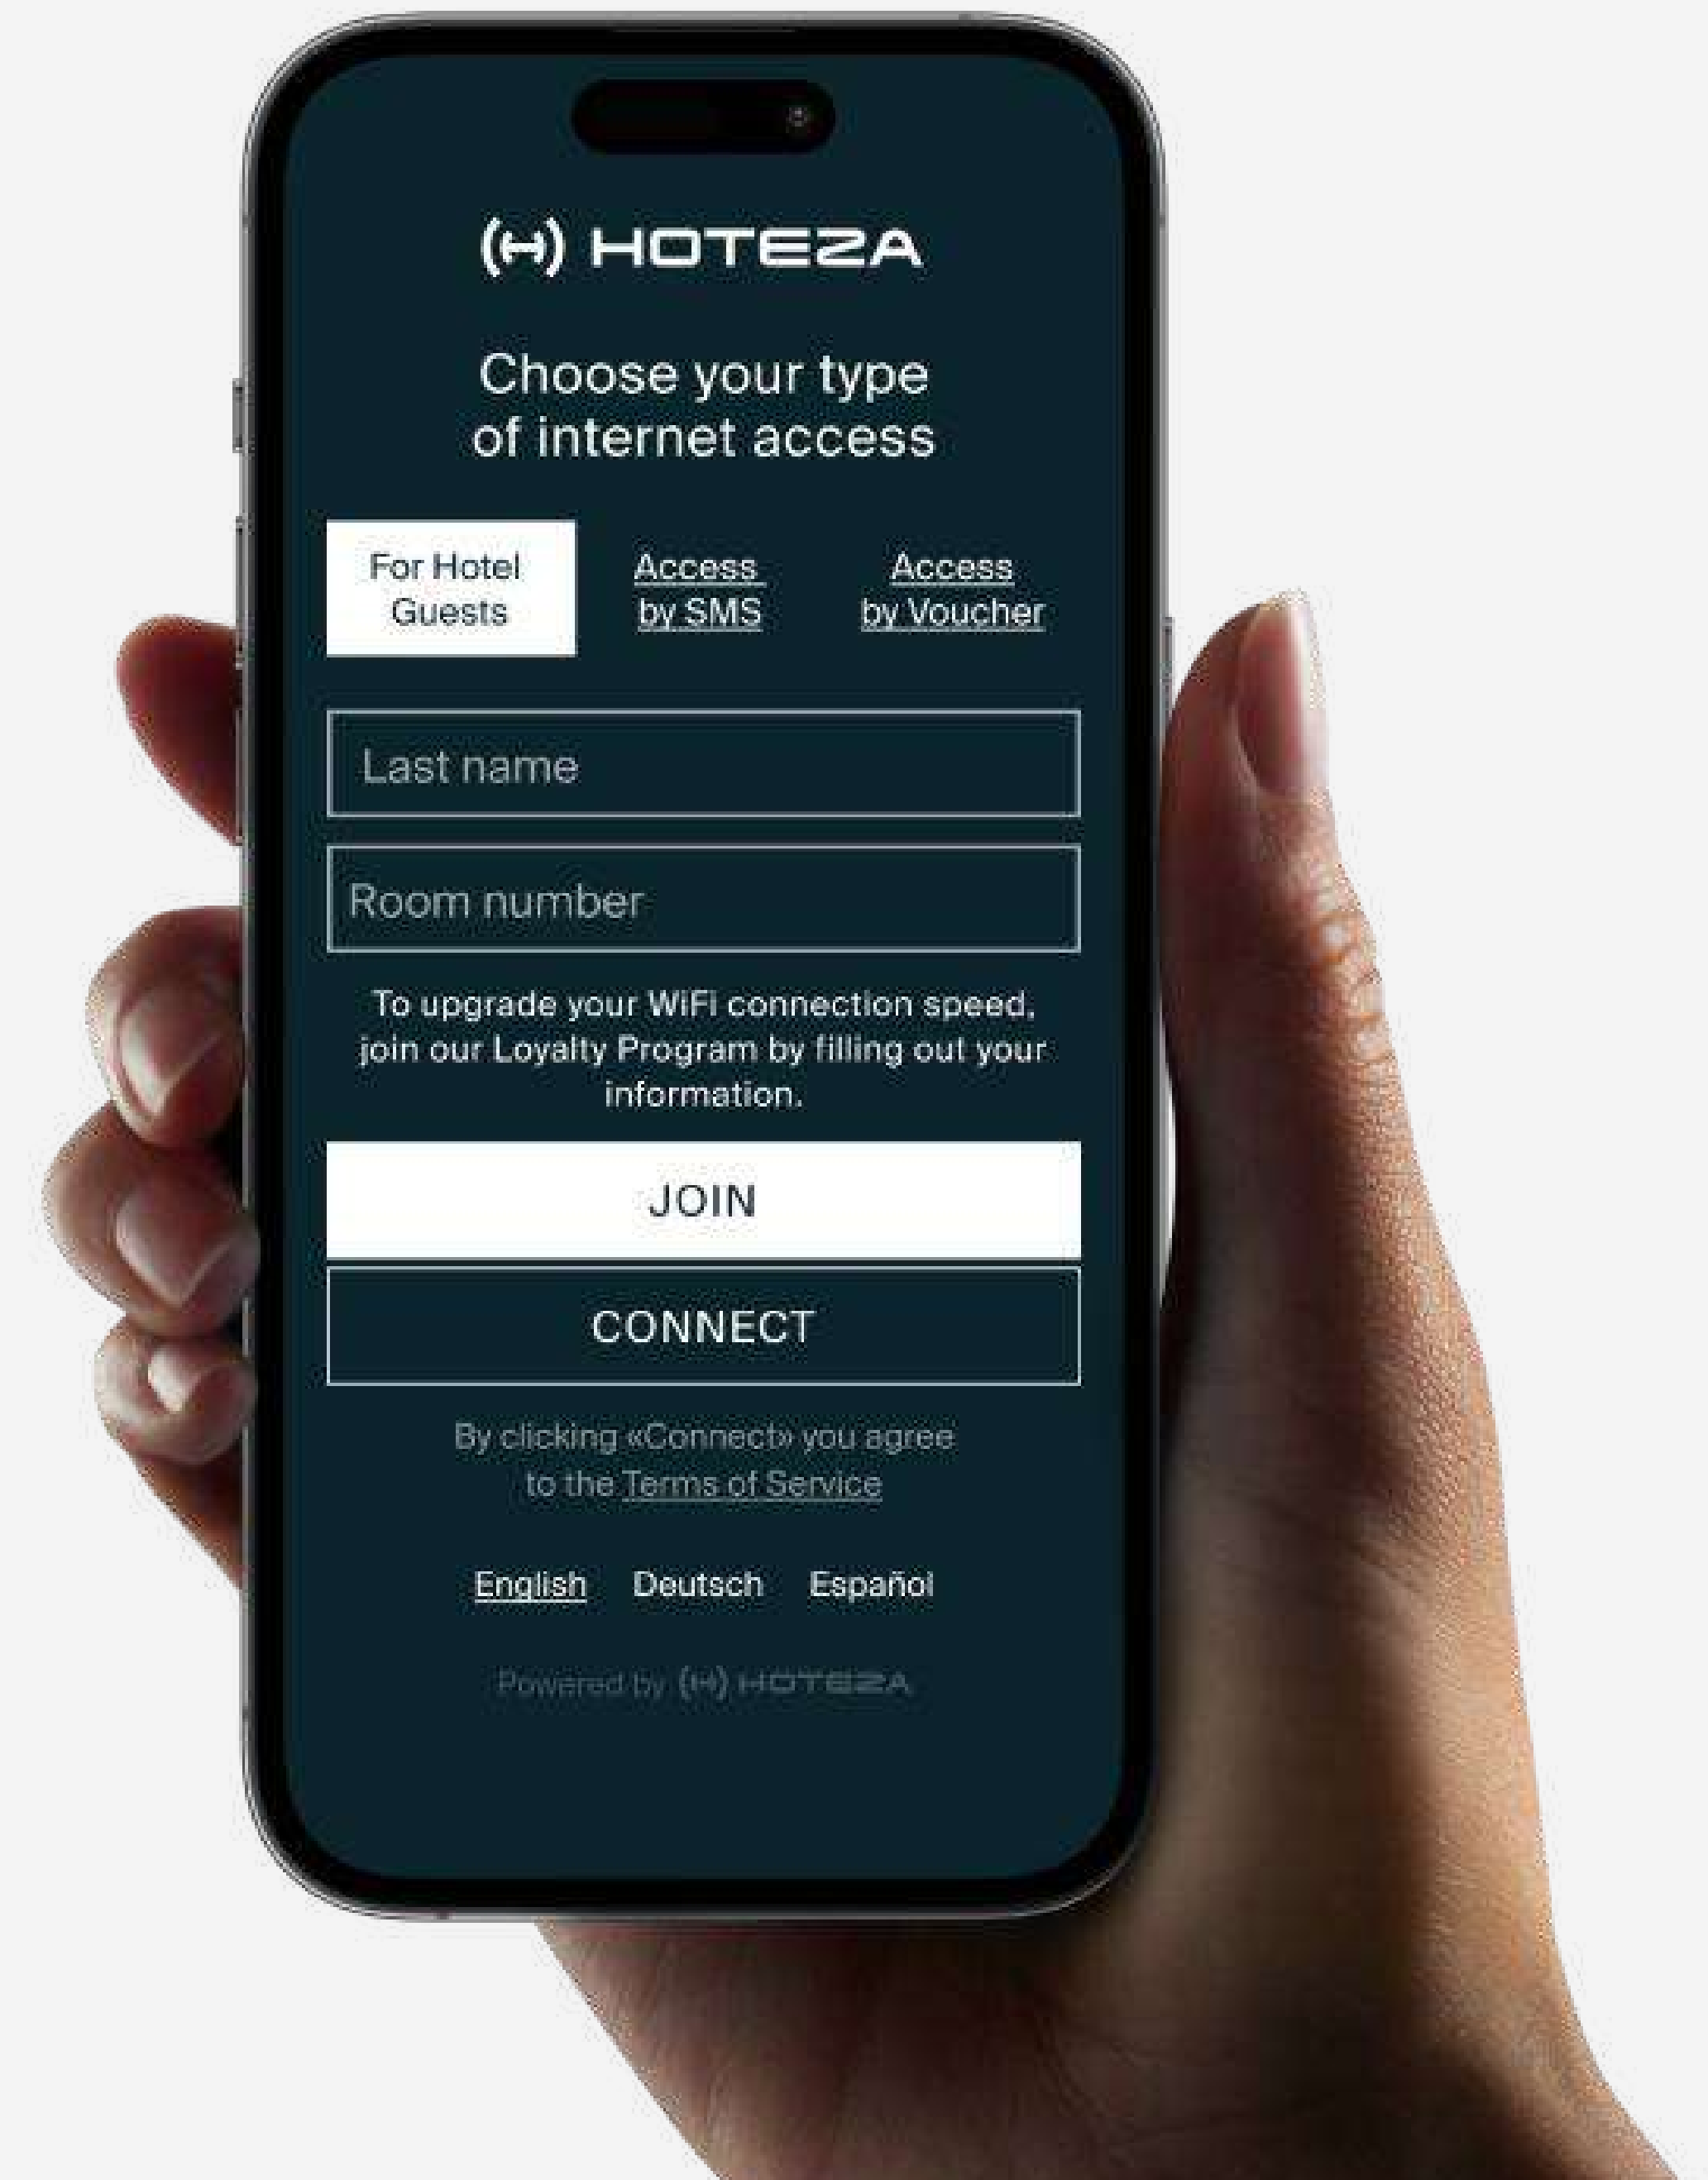 HOTEZA
Choose your type
of internet access
For Hotel
Guests
Access
by SMS
Access
by Voucher
Last name
Room number
To upgrade your WiFi connection speed,
join our Loyalty Program by filling out your
information.
JOIN
CONNECT
By clicking «Connect» you agree
to the Terms of Service
English Deutsch Español
Powered by HOTEZA